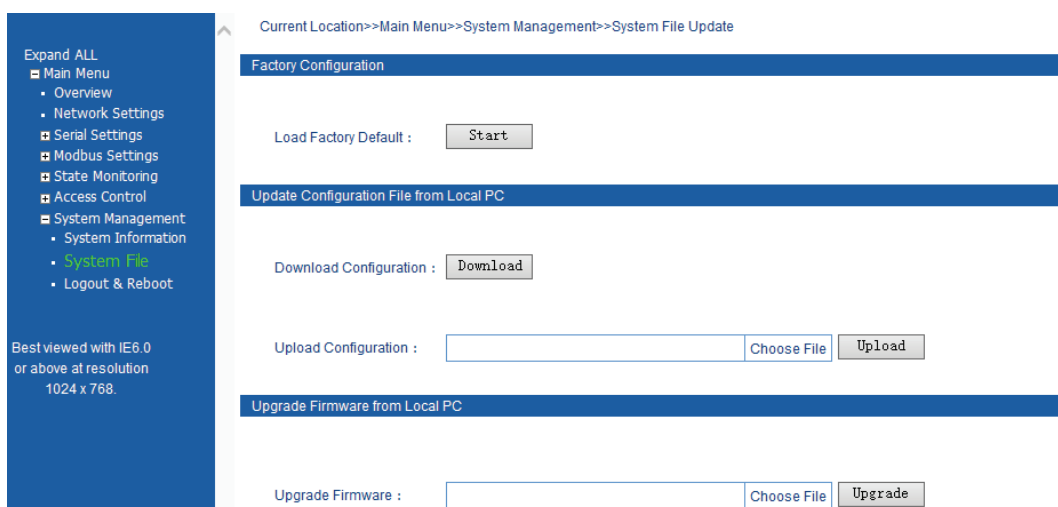 Current Location>>Main Menu>>System Management>>System File Update
Expand ALL
Main Menu
Overview
Network Settings
Serial Settings
Modbus Settings
State Monitoring
Access Control
System Management
System Information
System File
Logout & Reboot
Best viewed with IE6.0
or above at resolution
1024 x 768.
Factory Configuration
Load Factory Default : Start
Update Configuration File from Local PC
Download Configuration : Download
Upload Configuration : Choose File Upload
Upgrade Firmware from Local PC
Upgrade Firmware : Choose File Upgrade